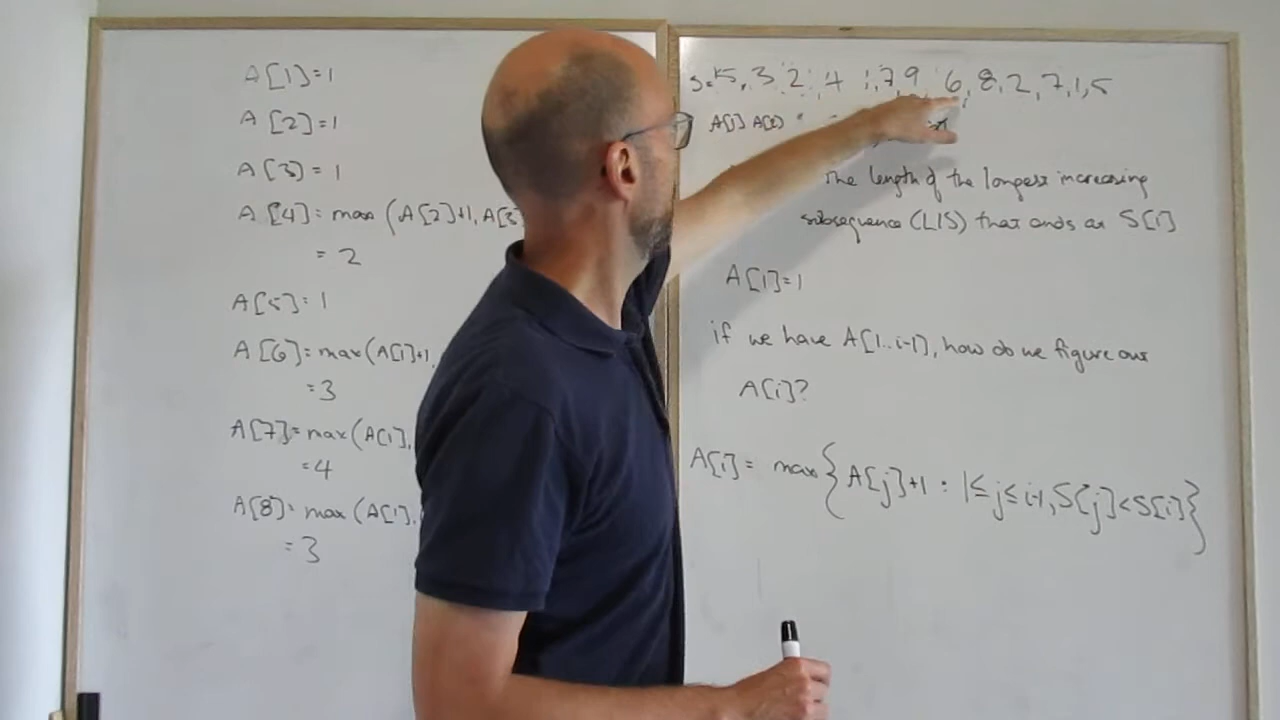 A[1]=1
A[2]=1
A[3]=1
A[4]= max (A[2]+1, A[3
= 2
A[5]=1
A[6]= max(A[1]+1,
=3
A[7]= max(A[1],
=4
A[8]= max(A[1],
=3
S= 5, 3 2, 4 1, 7, 9, 6, 8, 2, 7, 1, 5
A[1] A[2]
the length of the longest increasing
subsequence (LIS) that ends at S[i]
A[1]=1
if we have A[1..i-1], how do we figure out
A[i]?
A[i]= max{A[j]+1 : 1≤j≤i-1, S[j]<S[i]}